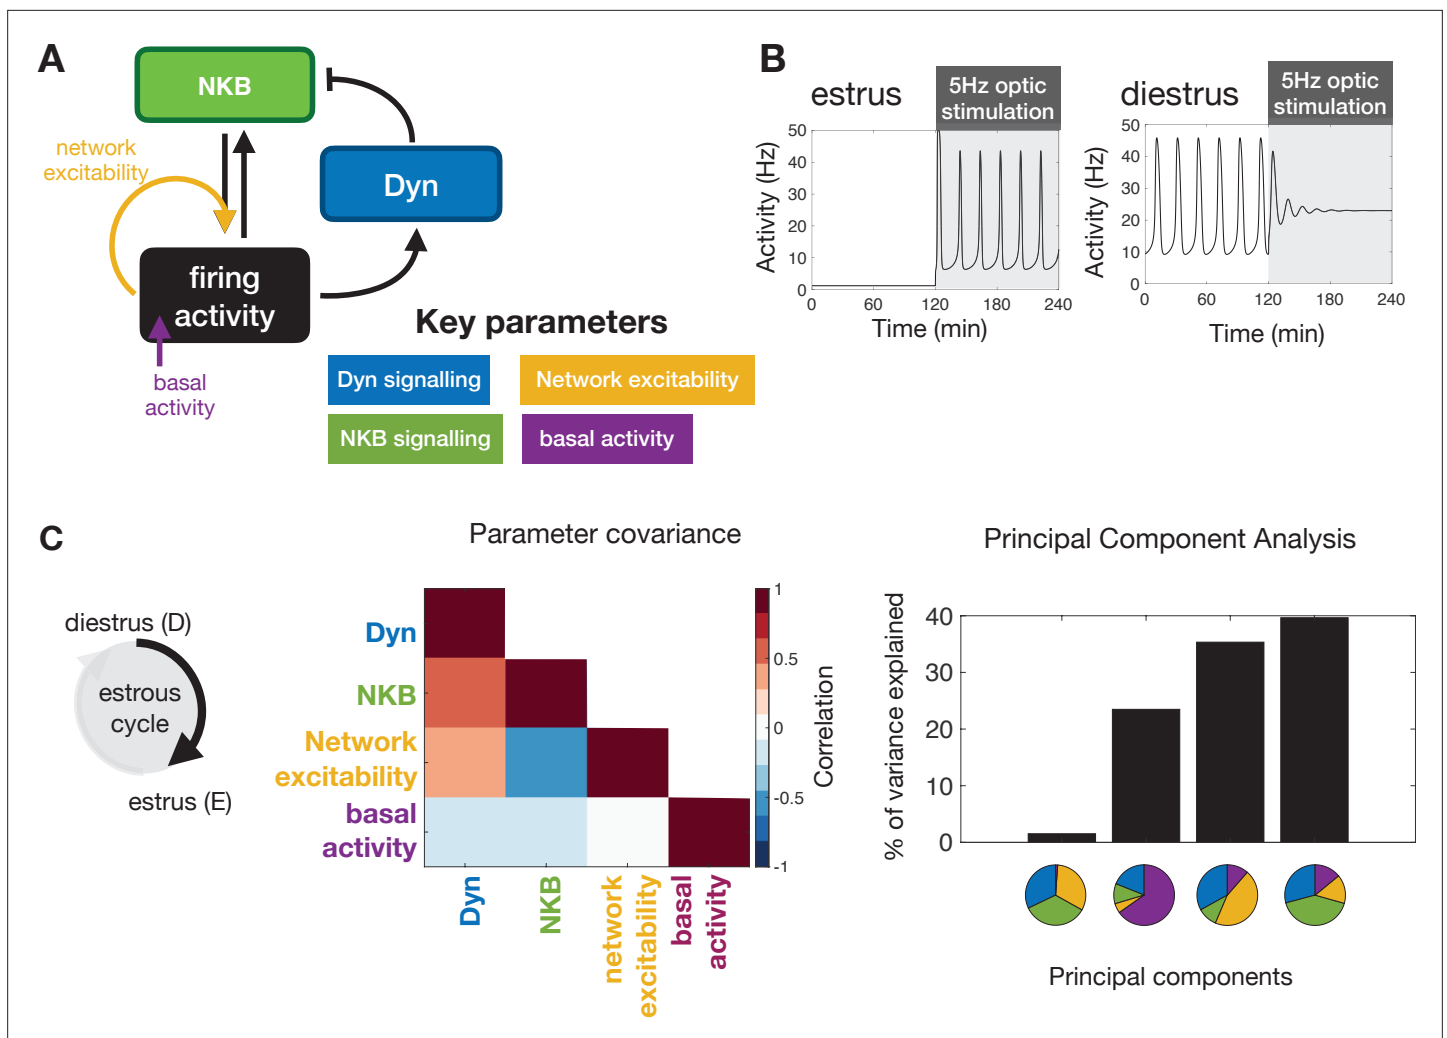 A
NKB
network
excitability
Dyn
firing
activity
basal
activity
Key parameters
Dyn signalling
Network excitability
NKB signalling
basal activity
B
estrus
5Hz optic
stimulation
50
40
30
20
10
0
Activity (Hz)
0 60 120 180 240
Time (min)
diestrus
5Hz optic
stimulation
50
40
30
20
10
0
Activity (Hz)
0 60 120 180 240
Time (min)
C
diestrus (D)
estrous
cycle
estrus (E)
Parameter covariance
Dyn
NKB
Network
excitability
basal
activity
Dyn
NKB
network
excitability
basal
activity
1
0.5
0
-0.5
-1
Correlation
Principal Component Analysis
% of variance explained
40
30
20
10
0
Principal components